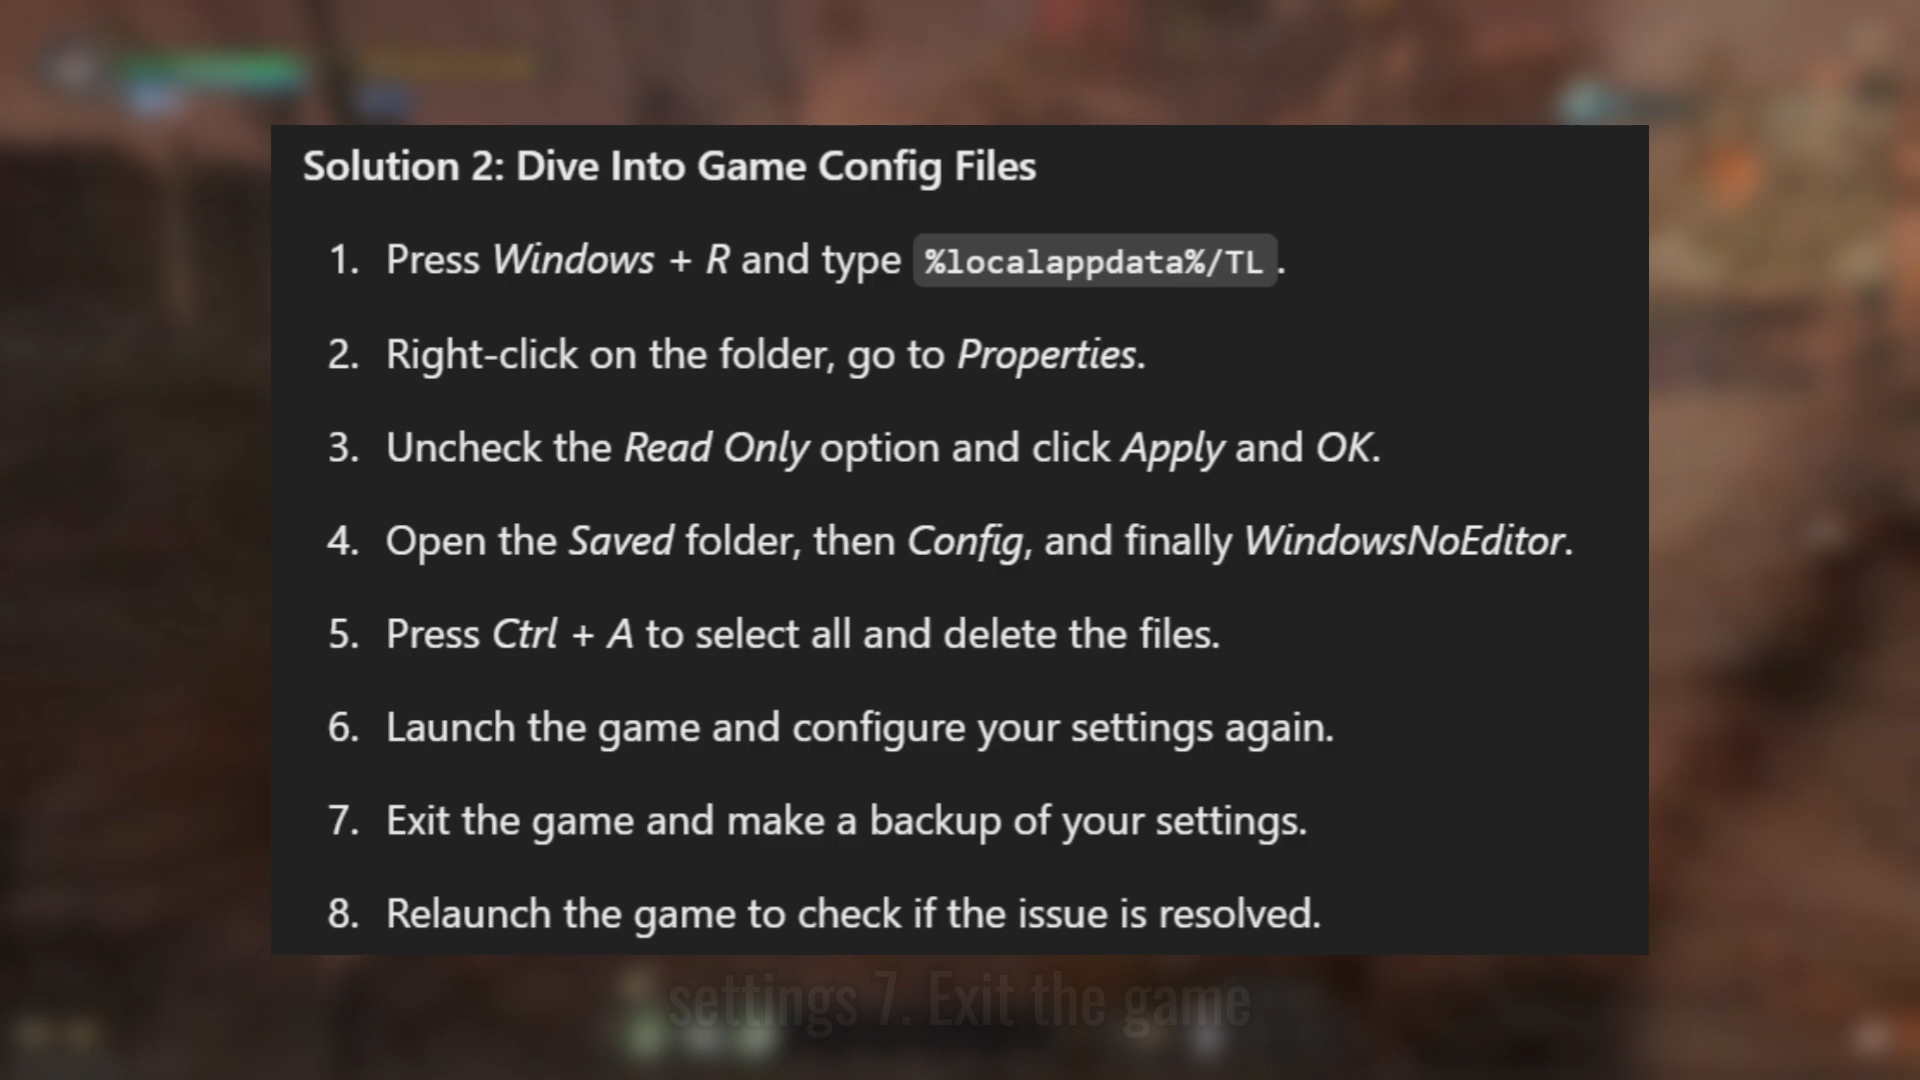 Solution 2: Dive Into Game Config Files
1. Press Windows + R and type %localappdata%/TL.
2. Right-click on the folder, go to Properties.
3. Uncheck the Read Only option and click Apply and OK.
4. Open the Saved folder, then Config, and finally WindowsNoEditor.
5. Press Ctrl + A to select all and delete the files.
6. Launch the game and configure your settings again.
7. Exit the game and make a backup of your settings.
8. Relaunch the game to check if the issue is resolved.
settings 7. Exit the game